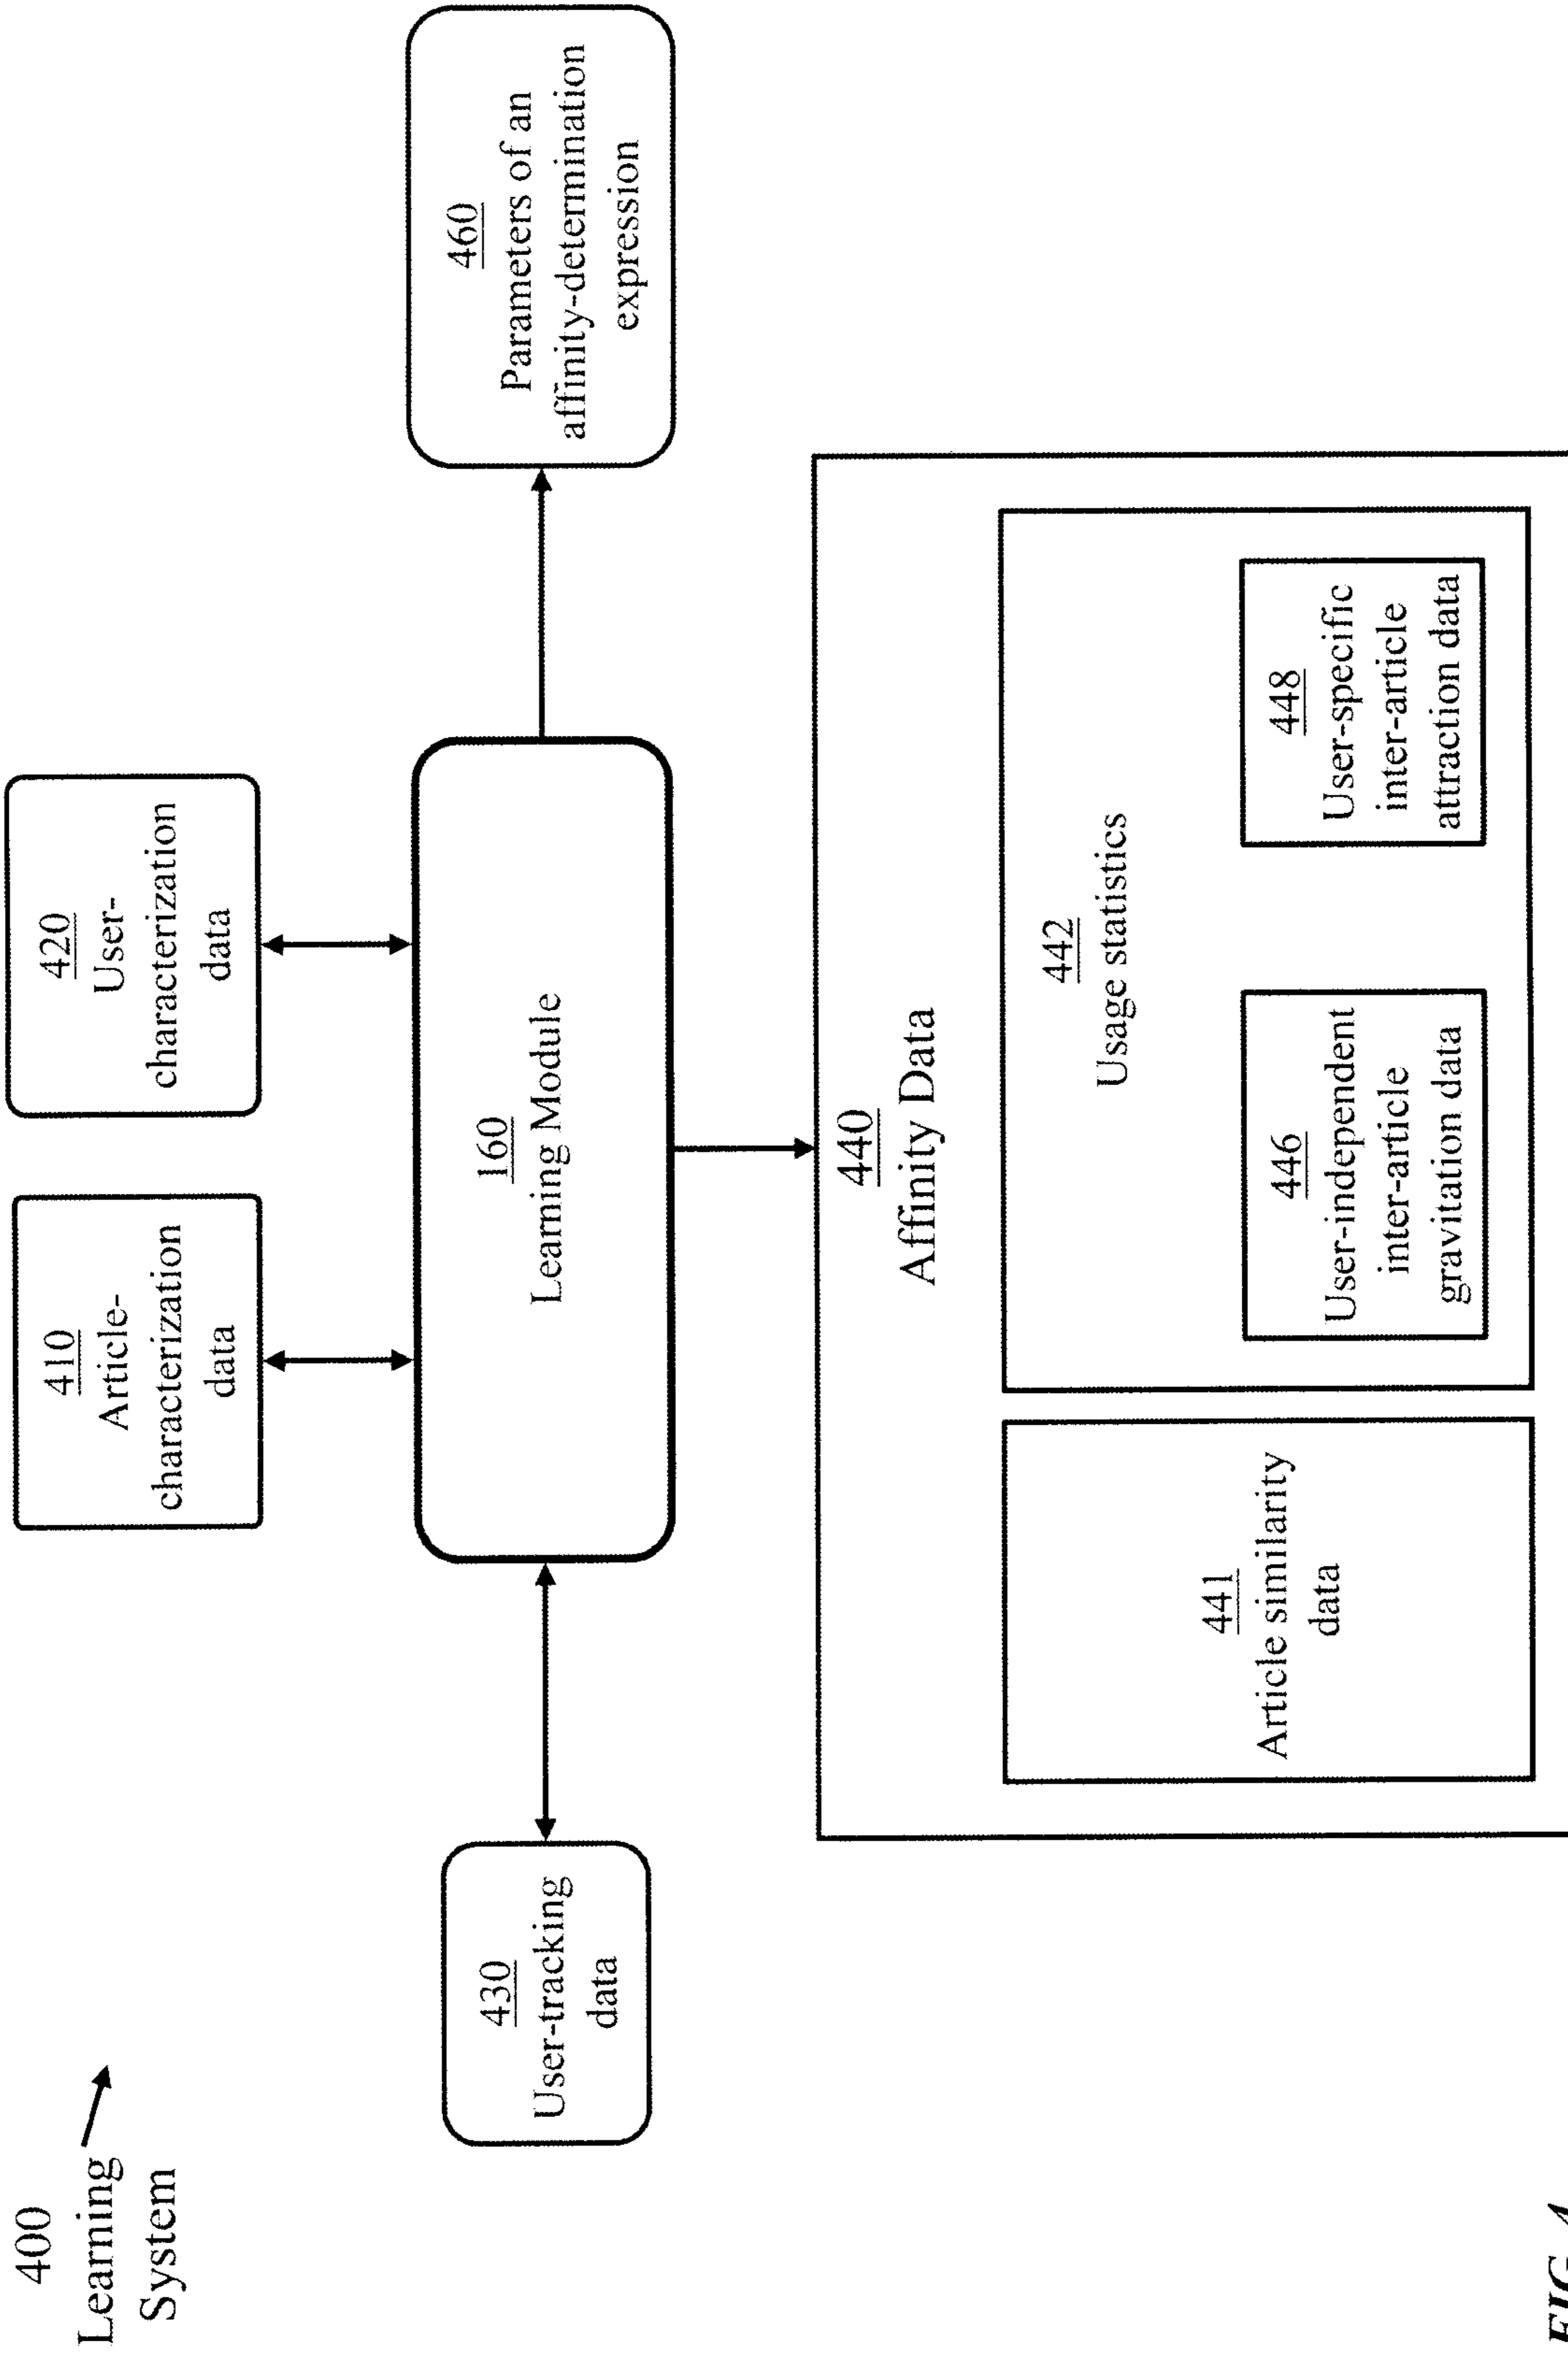 400
Learning
System
410
Article-
characterization
data
420
User-
characterization
data
430
User-tracking
data
160
Learning Module
460
Parameters of an
affinity-determination
expression
440
Affinity Data
441
Article similarity
data
442
Usage statistics
446
User-independent
inter-article
gravitation data
448
User-specific
inter-article
attraction data
FIG. 4